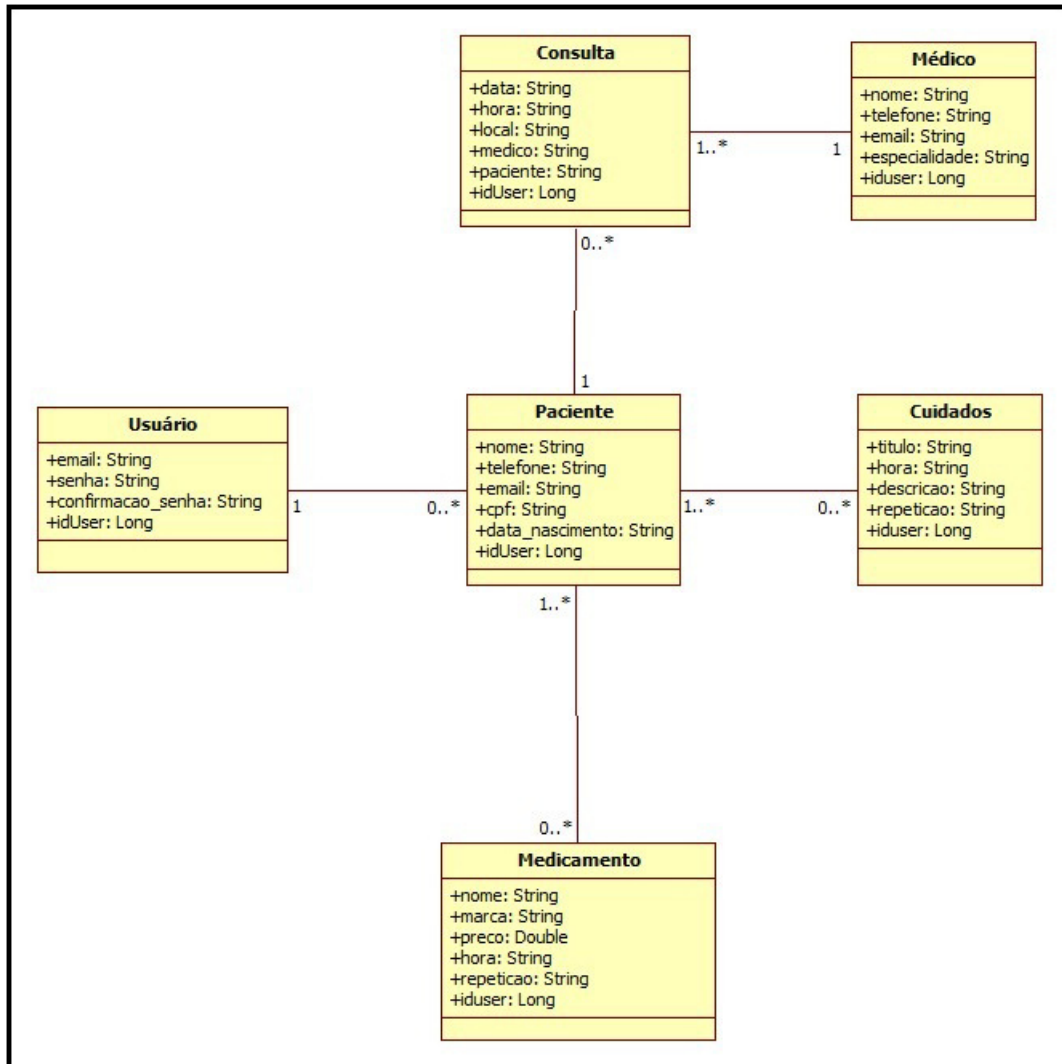 Consulta
+data: String
+hora: String
+local: String
+medico: String
+paciente: String
+idUser: Long
Médico
+nome: String
+telefone: String
+email: String
+especialidade: String
+iduser: Long
1..*
1
0..*
1
Usuário
+email: String
+senha: String
+confirmacao_senha: String
+idUser: Long
1
0..*
Paciente
+nome: String
+telefone: String
+email: String
+cpf: String
+data_nascimento: String
+idUser: Long
1..*
0..*
Cuidados
+titulo: String
+hora: String
+descricao: String
+repeticao: String
+iduser: Long
1..*
0..*
Medicamento
+nome: String
+marca: String
+preco: Double
+hora: String
+repeticao: String
+iduser: Long